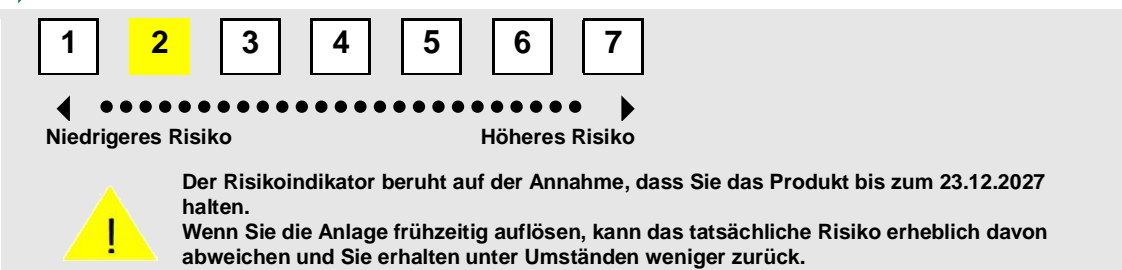 1 2 3 4 5 6 7
Niedrigeres Risiko Höheres Risiko
Der Risikoindikator beruht auf der Annahme, dass Sie das Produkt bis zum 23.12.2027
halten.
Wenn Sie die Anlage frühzeitig auflösen, kann das tatsächliche Risiko erheblich davon
! abweichen und Sie erhalten unter Umständen weniger zurück.